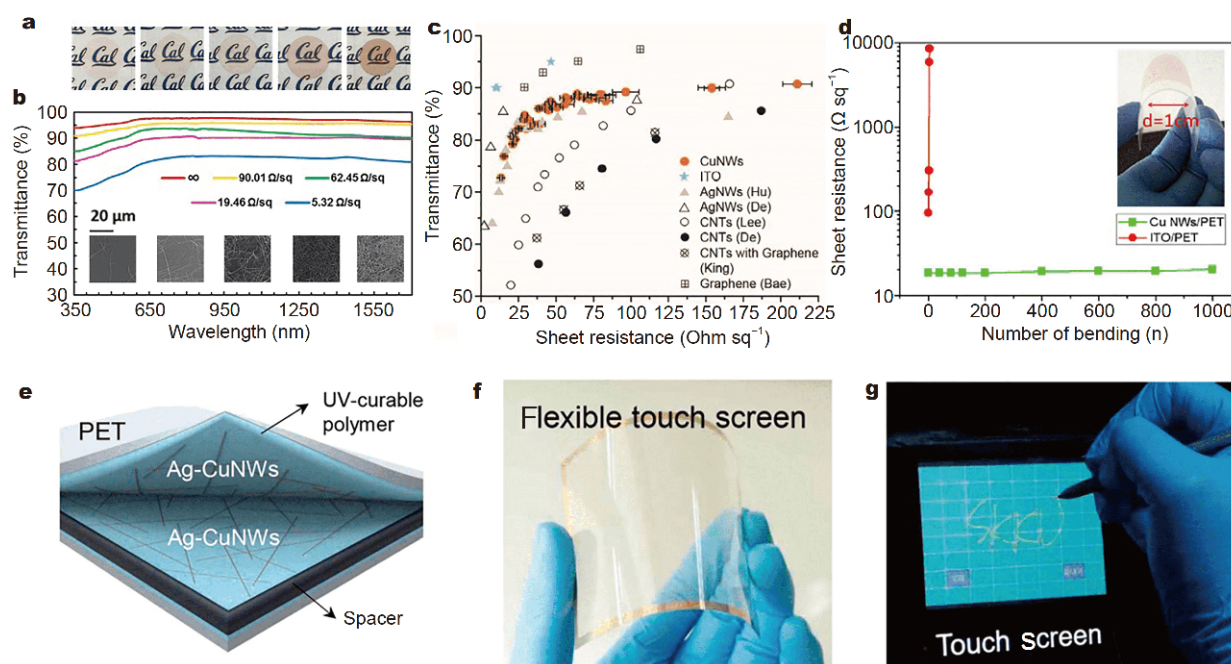 a
Cal Cal Cal Cal Cal
b
Transmittance (%)
100
90
80
70
60
50
40
30
∞
90.01 Ω/sq
62.45 Ω/sq
19.46 Ω/sq
5.32 Ω/sq
20 µm
350 650 950 1250 1550
Wavelength (nm)
c
Transmittance (%)
100
95
90
85
80
75
70
65
60
55
50
CuNWs
ITO
AgNWs (Hu)
AgNWs (De)
CNTs (Lee)
CNTs (De)
CNTs with Graphene
(King)
Graphene (Bae)
0 25 50 75 100 125 150 175 200 225
Sheet resistance (Ohm sq⁻¹)
d
Sheet resistance (Ω sq⁻¹)
10000
1000
100
10
d=1cm
Cu NWs/PET
ITO/PET
0 200 400 600 800 1000
Number of bending (n)
e
UV-curable
polymer
PET
Ag-CuNWs
Ag-CuNWs
Spacer
f
Flexible touch screen
g
Touch screen